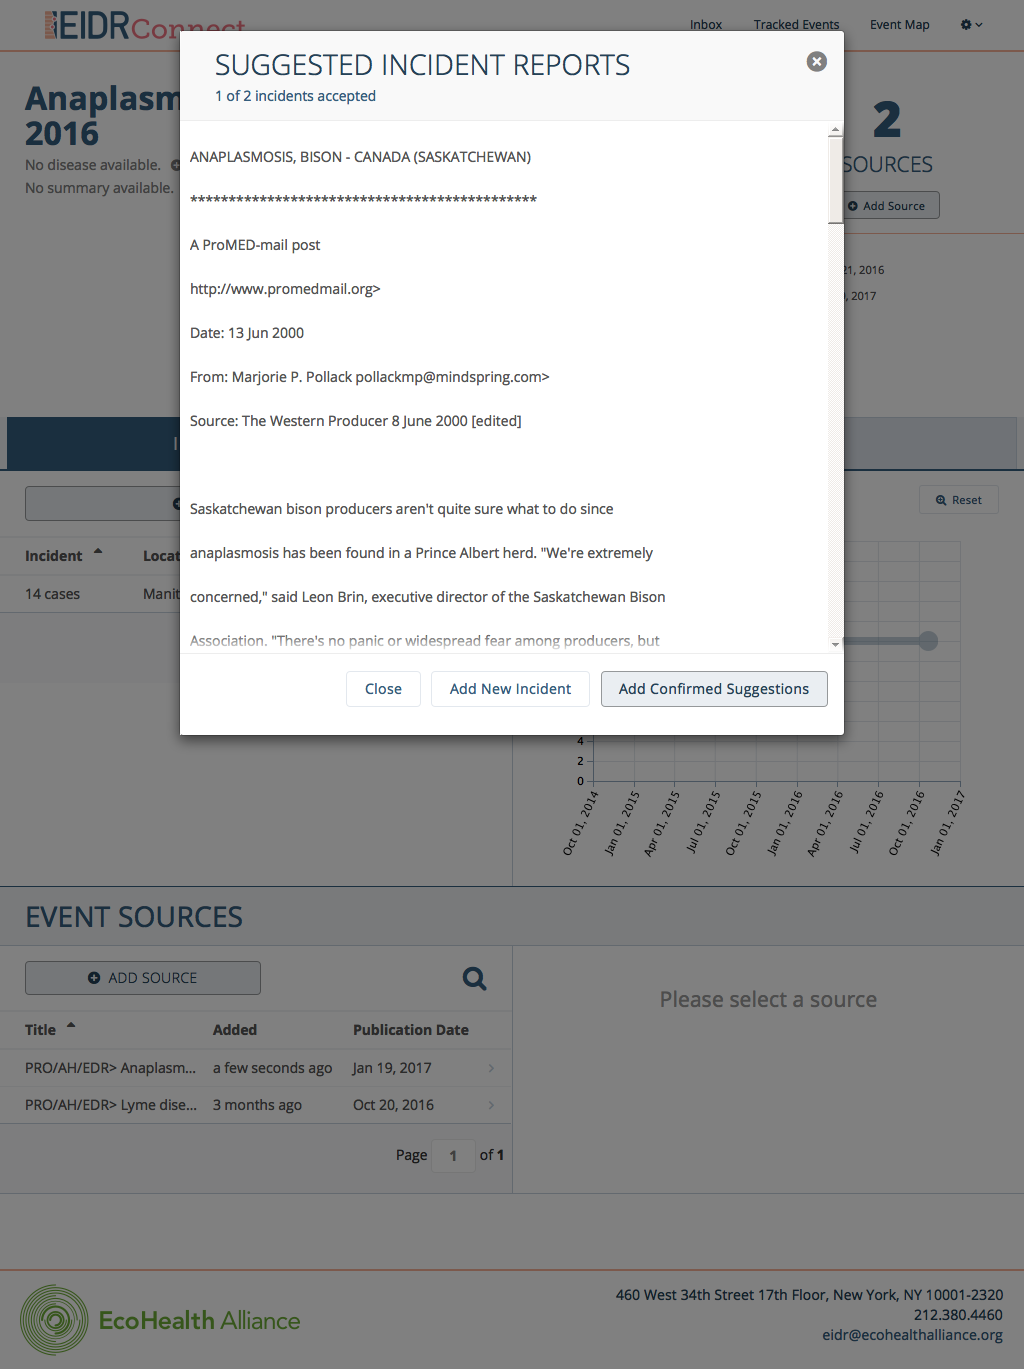 EIDRConnect
Inbox
Tracked Events
Event Map
SUGGESTED INCIDENT REPORTS
1 of 2 incidents accepted
Anaplasm
2016
No disease available.
No summary available.
2
SOURCES
Add Source
21, 2016
, 2017
ANAPLASMOSIS, BISON - CANADA (SASKATCHEWAN)
*********************************************
A ProMED-mail post
http://www.promedmail.org>
Date: 13 Jun 2000
From: Marjorie P. Pollack pollackmp@mindspring.com>
Source: The Western Producer 8 June 2000 [edited]
Saskatchewan bison producers aren't quite sure what to do since
anaplasmosis has been found in a Prince Albert herd. "We're extremely
concerned," said Leon Brin, executive director of the Saskatchewan Bison
Association. "There's no panic or widespread fear among producers, but
Close
Add New Incident
Add Confirmed Suggestions
I
Reset
Incident
Locat
14 cases
Manit
4
2
0
Oct 01, 2014
Jan 01, 2015
Apr 01, 2015
Jul 01, 2015
Oct 01, 2015
Jan 01, 2016
Apr 01, 2016
Jul 01, 2016
Oct 01, 2016
Jan 01, 2017
EVENT SOURCES
ADD SOURCE
Please select a source
Title Added Publication Date
PRO/AH/EDR> Anaplasm... a few seconds ago Jan 19, 2017
PRO/AH/EDR> Lyme dise... 3 months ago Oct 20, 2016
Page 1 of 1
EcoHealth Alliance
460 West 34th Street 17th Floor, New York, NY 10001-2320
212.380.4460
eidr@ecohealthalliance.org